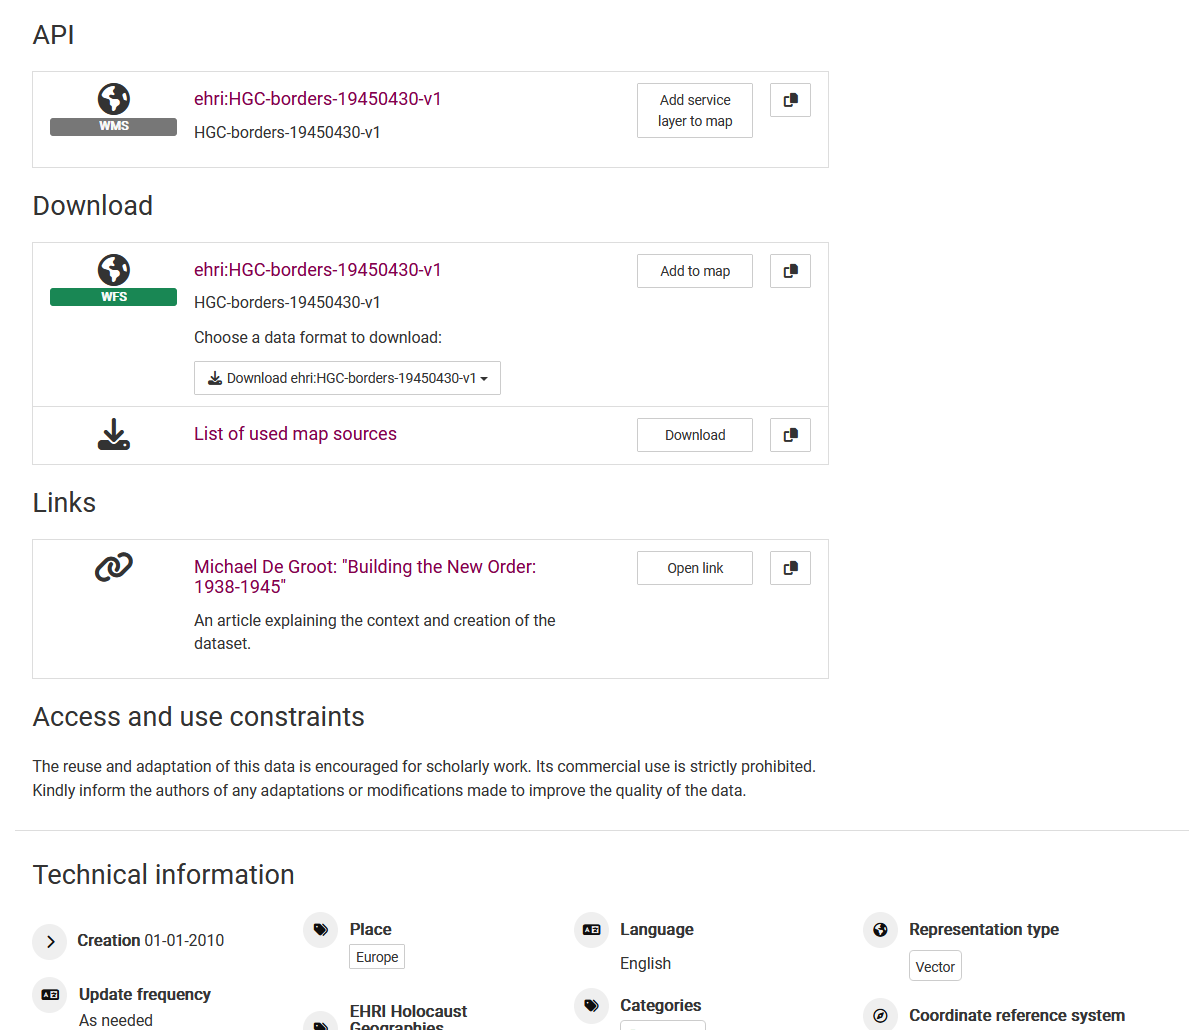 API
ehri:HGC-borders-19450430-v1
WMS
HGC-borders-19450430-v1
Add service
layer to map
Download
ehri:HGC-borders-19450430-v1
WFS
HGC-borders-19450430-v1
Add to map
Choose a data format to download:
Download ehri:HGC-borders-19450430-v1
List of used map sources
Download
Links
Michael De Groot: "Building the New Order:
1938-1945"
Open link
An article explaining the context and creation of the
dataset.
Access and use constraints
The reuse and adaptation of this data is encouraged for scholarly work. Its commercial use is strictly prohibited.
Kindly inform the authors of any adaptations or modifications made to improve the quality of the data.
Technical information
Creation 01-01-2010
Update frequency
As needed
Place
Europe
EHRI Holocaust
Geographies
Language
English
Categories
Representation type
Vector
Coordinate reference system